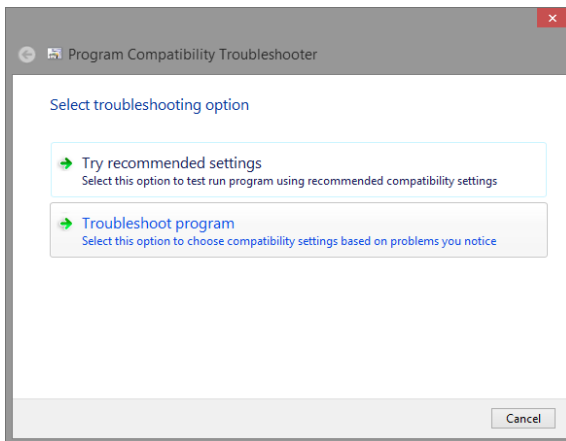 Program Compatibility Troubleshooter
Select troubleshooting option
Try recommended settings
Select this option to test run program using recommended compatibility settings
Troubleshoot program
Select this option to choose compatibility settings based on problems you notice
Cancel